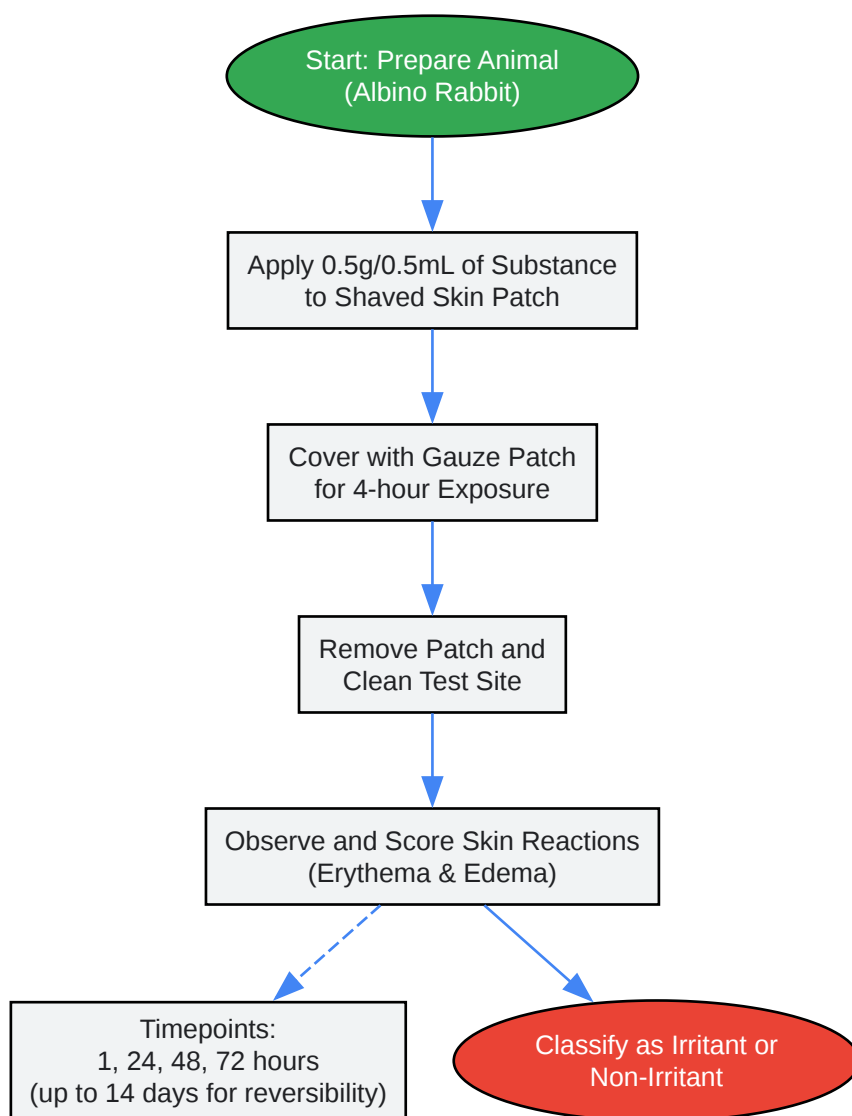 Start: Prepare Animal
(Albino Rabbit)
Apply 0.5g/0.5mL of Substance
to Shaved Skin Patch
Cover with Gauze Patch
for 4-hour Exposure
Remove Patch and
Clean Test Site
Observe and Score Skin Reactions
(Erythema & Edema)
Timepoints:
1, 24, 48, 72 hours
(up to 14 days for reversibility)
Classify as Irritant or
Non-Irritant